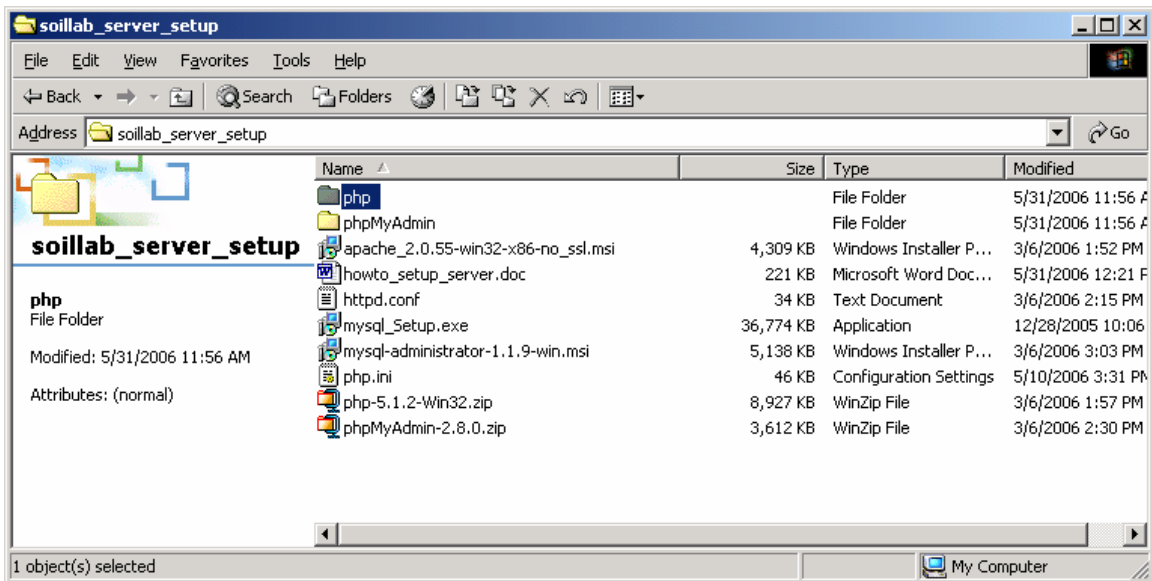 soillab_server_setup
File Edit View Favorites Tools Help
Back Search Folders
Address soillab_server_setup Go
Name Size Type Modified
php File Folder 5/31/2006 11:56 A
phpMyAdmin File Folder 5/31/2006 11:56 A
apache_2.0.55-win32-x86-no_ssl.msi 4,309 KB Windows Installer P... 3/6/2006 1:52 PM
howto_setup_server.doc 221 KB Microsoft Word Doc... 5/31/2006 12:21 P
httpd.conf 34 KB Text Document 3/6/2006 2:15 PM
mysql_Setup.exe 36,774 KB Application 12/28/2005 10:06
mysql-administrator-1.1.9-win.msi 5,138 KB Windows Installer P... 3/6/2006 3:03 PM
php.ini 46 KB Configuration Settings 5/10/2006 3:31 PM
php-5.1.2-Win32.zip 8,927 KB WinZip File 3/6/2006 1:57 PM
phpMyAdmin-2.8.0.zip 3,612 KB WinZip File 3/6/2006 2:30 PM
soillab_server_setup
php
File Folder
Modified: 5/31/2006 11:56 AM
Attributes: (normal)
1 object(s) selected My Computer